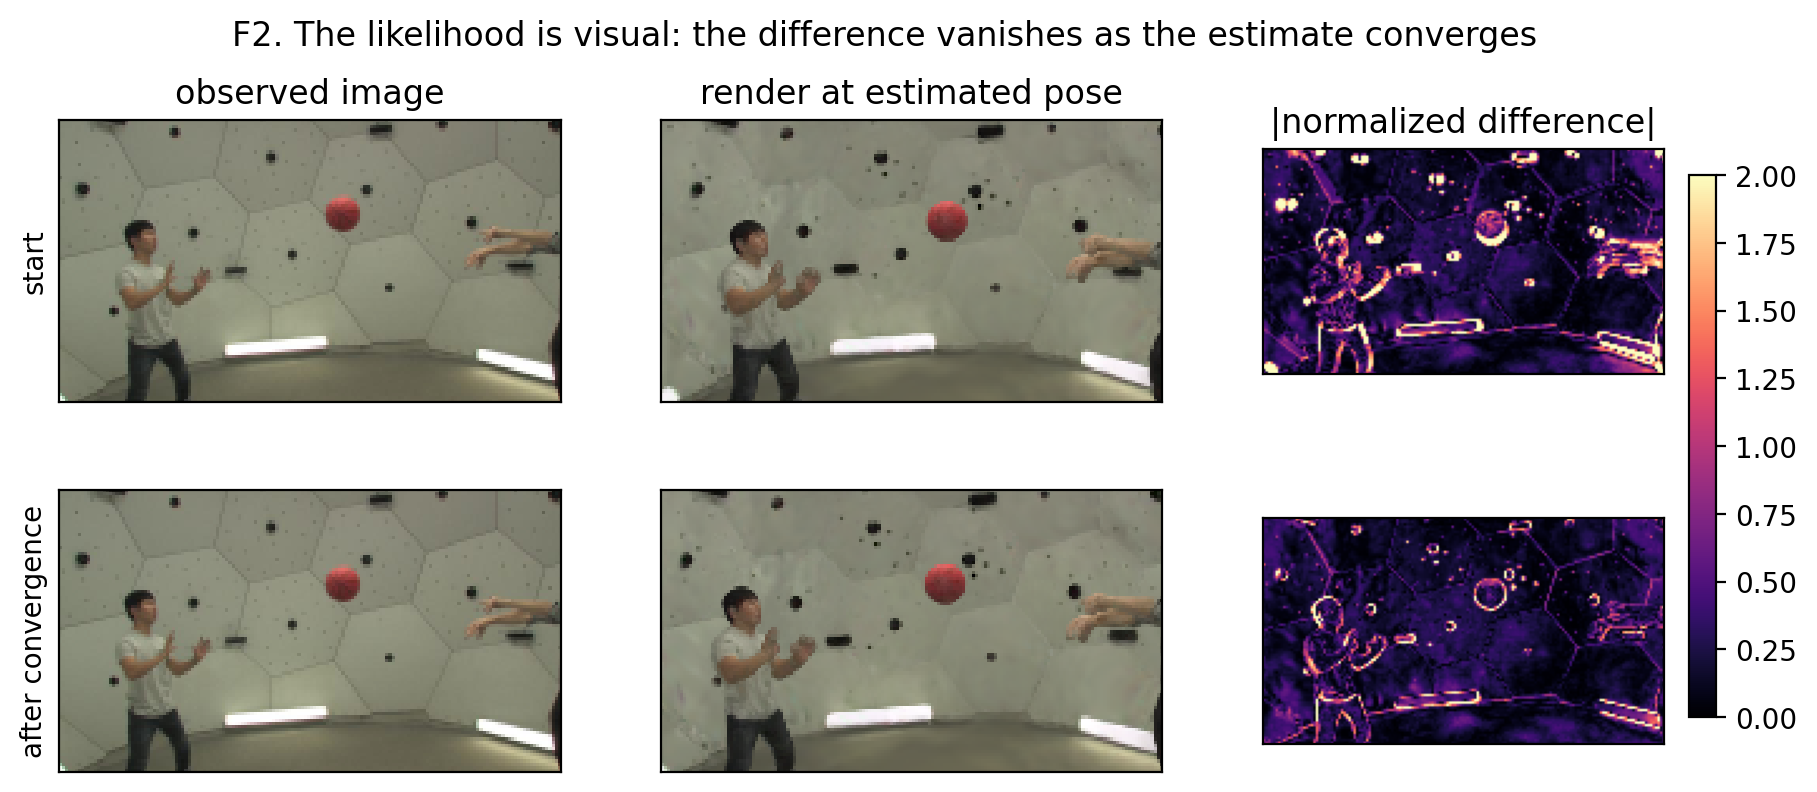 F2. The likelihood is visual: the difference vanishes as the estimate converges
observed image
render at estimated pose
|normalized difference|
start
after convergence
2.00
1.75
1.50
1.25
1.00
0.75
0.50
0.25
0.00